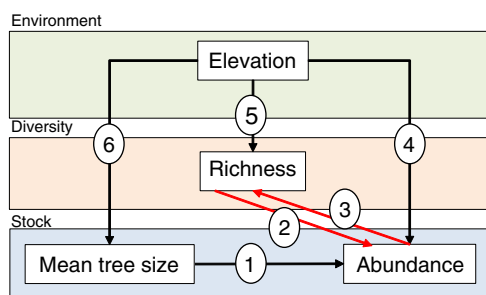 Environment
Elevation
5
Diversity
6
4
Richness
3
Stock
2
Mean tree size
1
Abundance